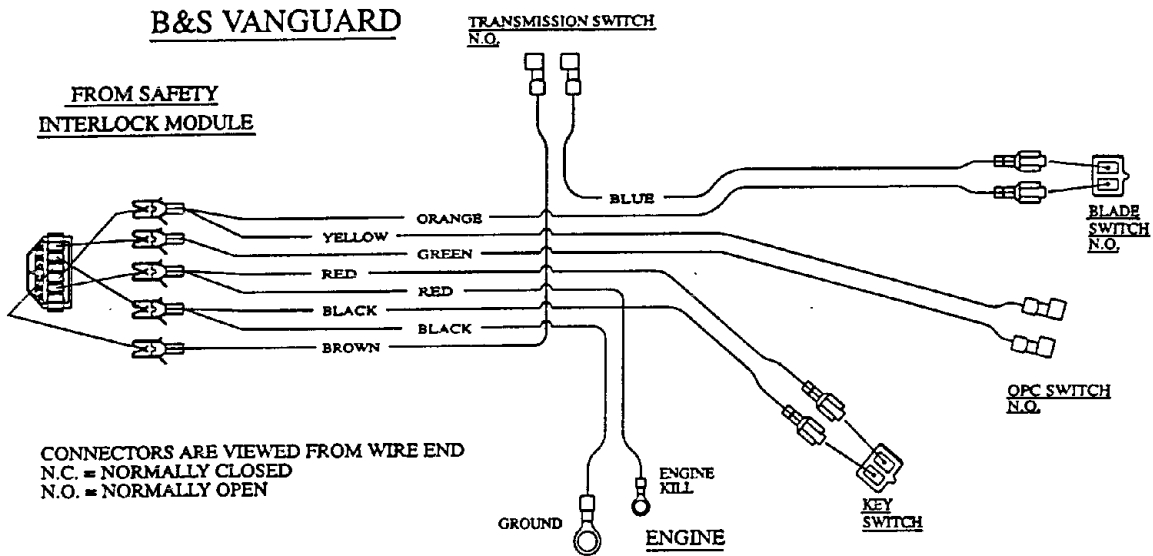 B&S VANGUARD
TRANSMISSION SWITCH
N.O.
FROM SAFETY
INTERLOCK MODULE
BLUE
ORANGE
YELLOW
GREEN
RED
RED
BLACK
BLACK
BROWN
BLADE
SWITCH
N.O.
OPC SWITCH
N.O.
CONNECTORS ARE VIEWED FROM WIRE END
N.C. = NORMALLY CLOSED
N.O. = NORMALLY OPEN
ENGINE
KILL
GROUND
ENGINE
KEY
SWITCH